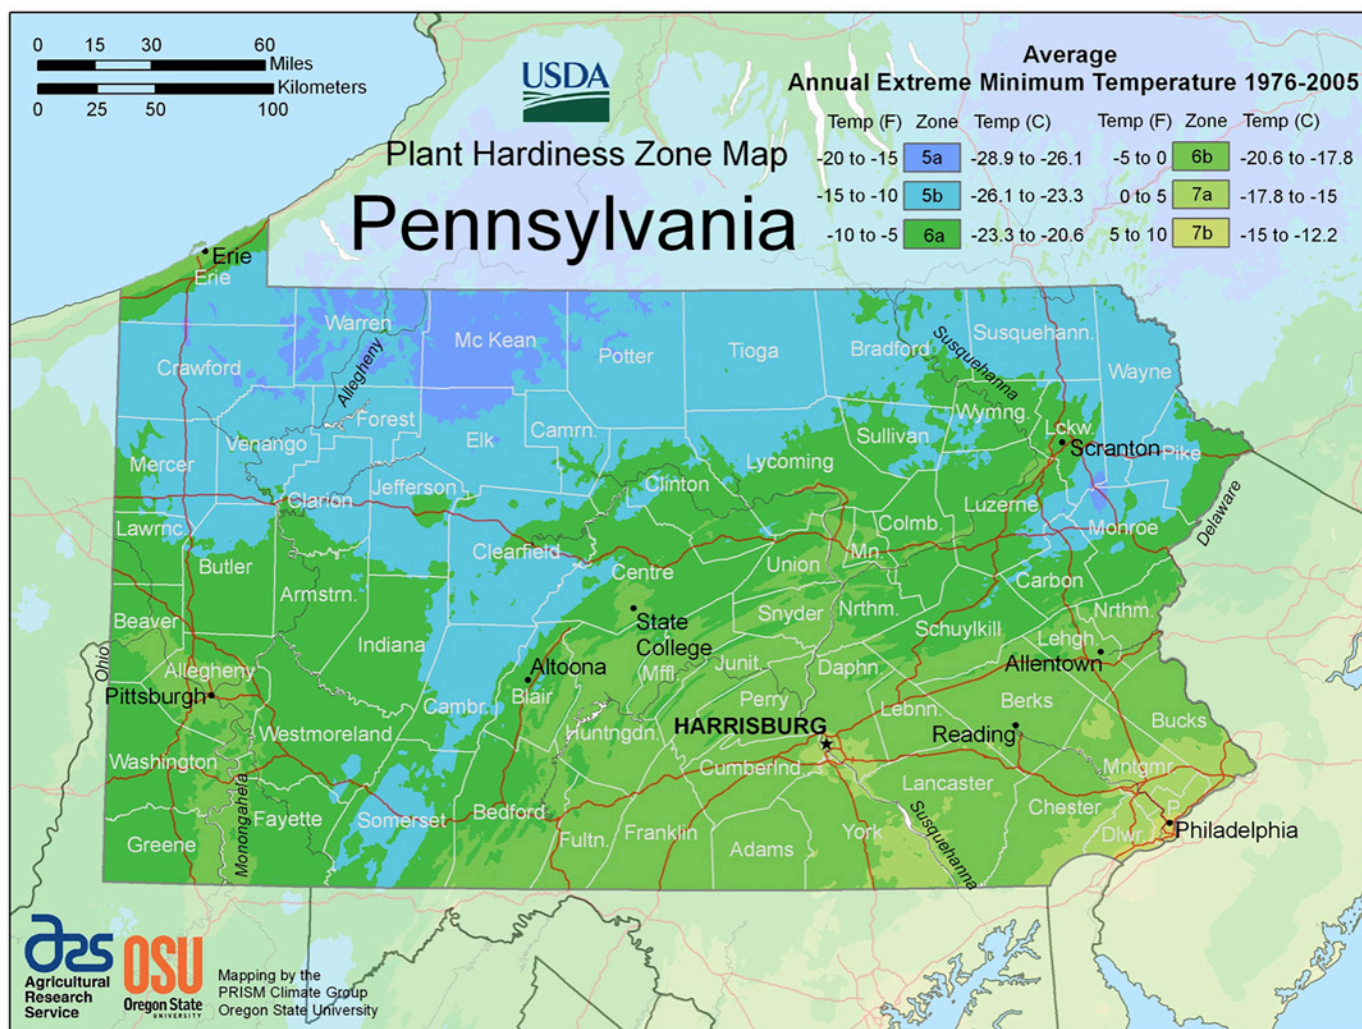 0 15 30 60
Miles
Kilometers
0 25 50 100
USDA
Plant Hardiness Zone Map
Pennsylvania
Average
Annual Extreme Minimum Temperature 1976-2005
Temp (F) Zone Temp (C) Temp (F) Zone Temp (C)
-20 to -15 5a -28.9 to -26.1 -5 to 0 6b -20.6 to -17.8
-15 to -10 5b -26.1 to -23.3 0 to 5 7a -17.8 to -15
-10 to -5 6a -23.3 to -20.6 5 to 10 7b -15 to -12.2
Erie
Erie
Warren
Mc Kean
Potter
Tioga
Bradford
Susquehanna
Susquehann.
Wayne
Crawford
Allegheny
Forest
Venango
Elk
Camrn.
Sullivan
Wymng.
Lckw.
Scranton
Pike
Mercer
Clarion
Jefferson
Clinton
Lycoming
Luzerne
Monroe
Delaware
Lawrnc.
Butler
Clearfield
Centre
Union
Mn.
Colmb.
Carbon
Armstrn.
Beaver
Indiana
State
College
Snyder
Nrthm.
Schuylkill
Nrthm.
Lehgh.
Allentown
Ohio
Allegheny
Pittsburgh
Altoona
Blair
Mffl
Junit.
Daphn.
Cambr.
Huntngdn.
Perry
HARRISBURG
Lebnn.
Berks
Reading
Bucks
Westmoreland
Washington
Monongahela
Cumberlnd.
Lancaster
Mntgmr.
Chester
P.
Dlwr.
Philadelphia
Greene
Fayette
Somerset
Bedford
Fultn.
Franklin
Adams
York
Susquehanna
ars
Agricultural
Research
Service
OSU
Oregon State
UNIVERSITY
Mapping by the
PRISM Climate Group
Oregon State University